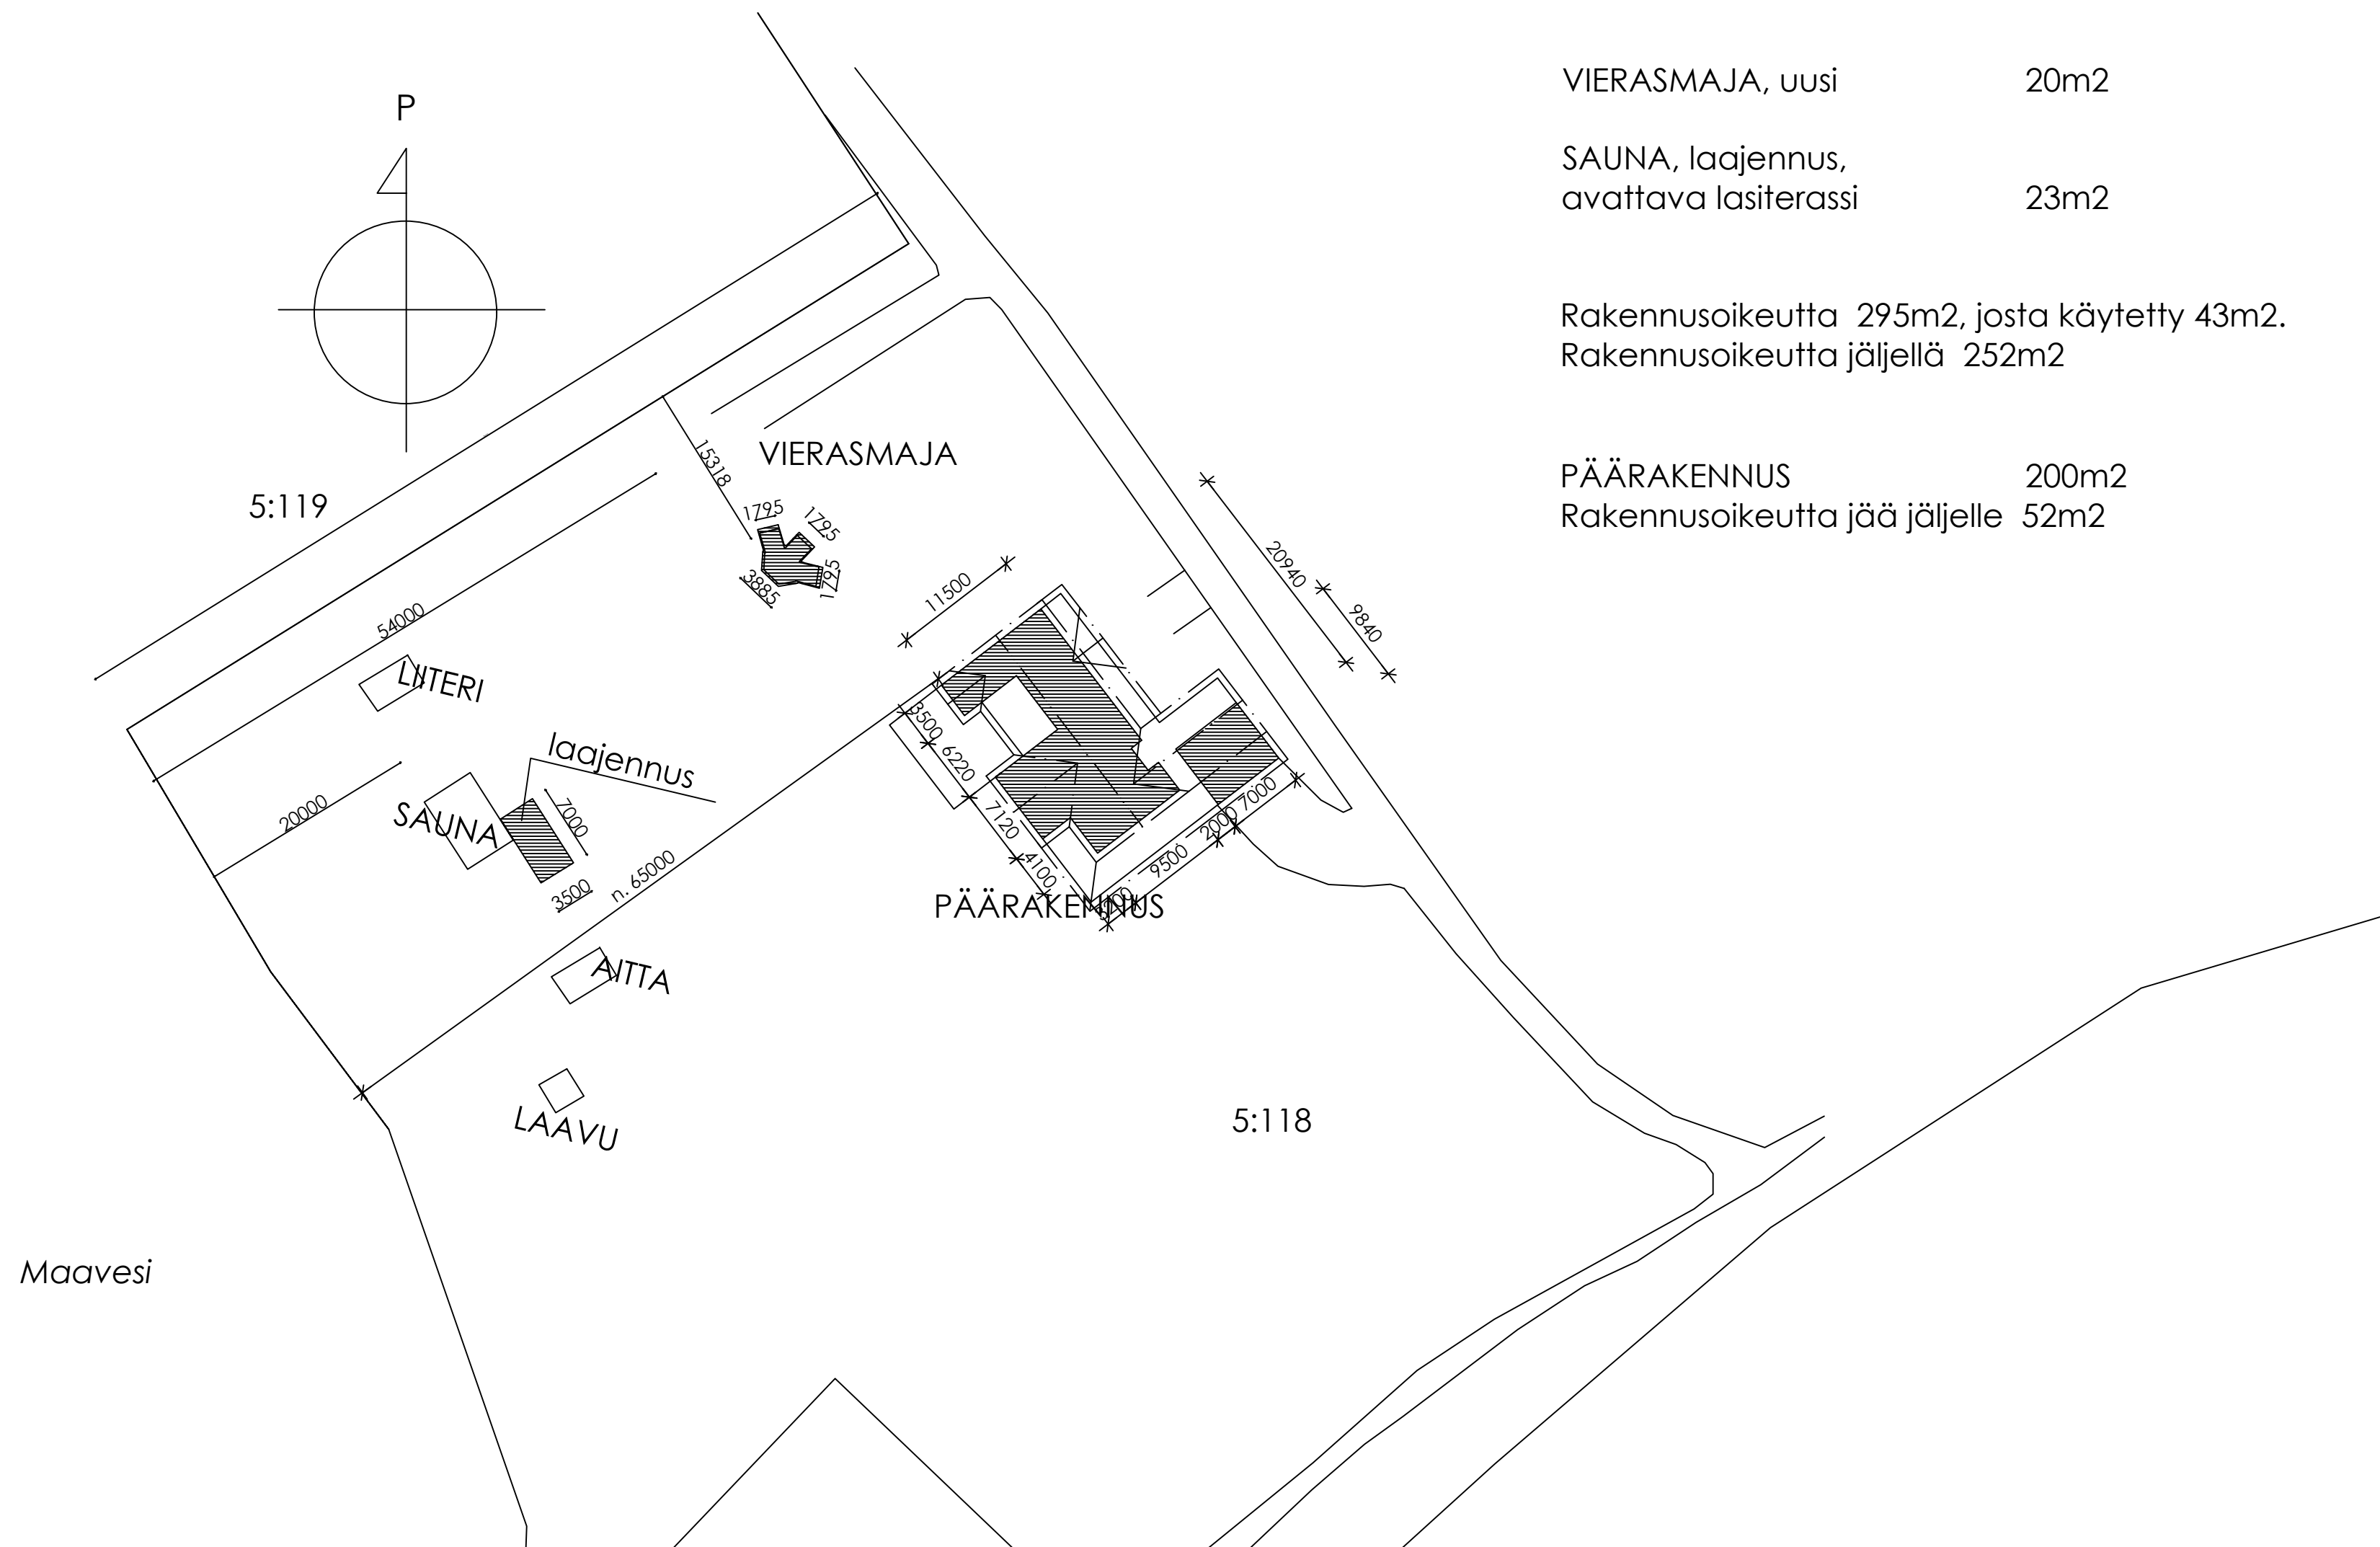 P
VIERASMAJA, uusi 20m2
SAUNA, laajennus,
avattava lasiterassi 23m2
Rakennusoikeutta 295m2, josta käytetty 43m2.
Rakennusoikeutta jäljellä 252m2
PÄÄRAKENNUS 200m2
Rakennusoikeutta jää jäljelle 52m2
VIERASMAJA
15318
1795
1795
1795
3885
5:119
54000
LIITERI
11500
20940
9840
laajennus
SAUNA
20000
7000
3500
n. 65000
3500
6220
7120
4100
7000
2000
9500
PÄÄRAKENNUS
AITTA
LAAVU
5:118
Maavesi